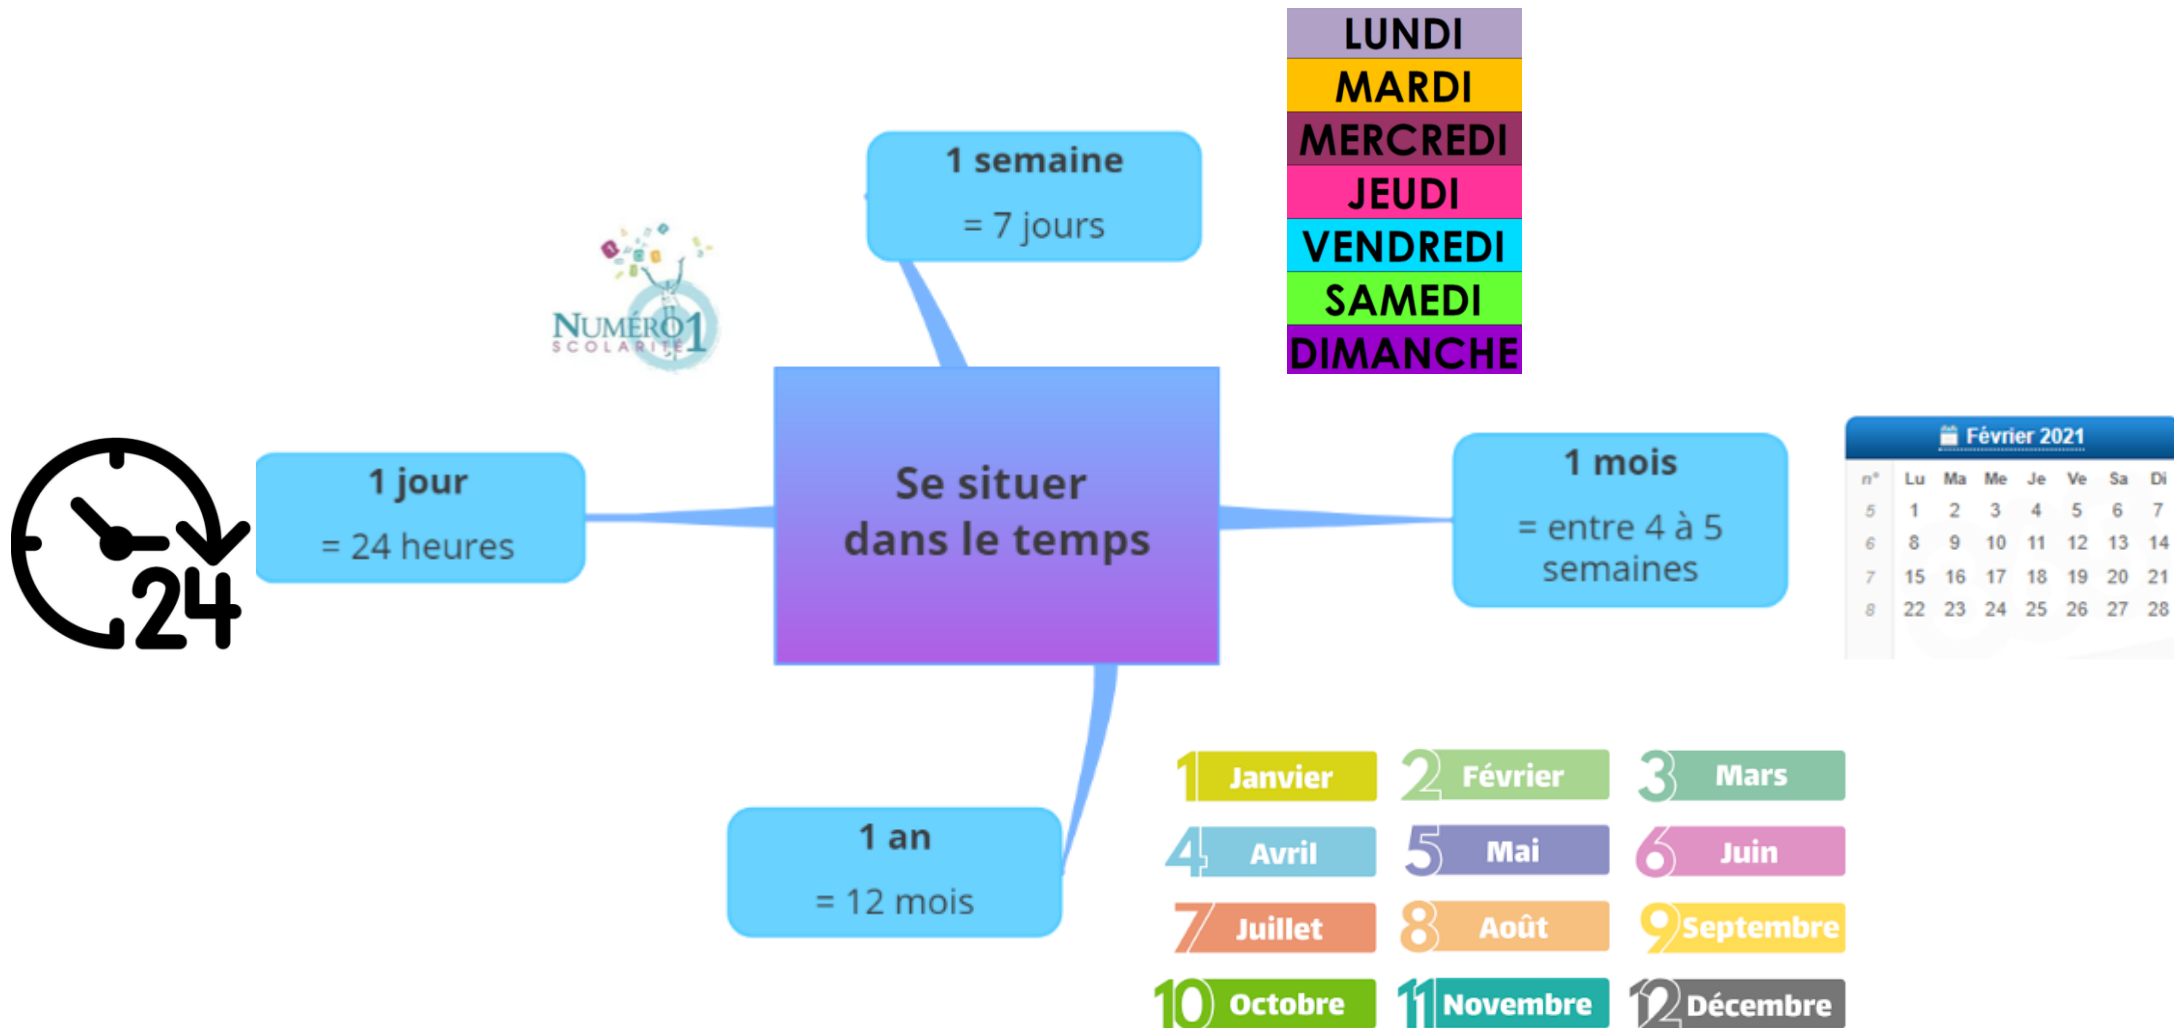 LUNDI
MARDI
MERCREDI
JEUDI
VENDREDI
SAMEDI
DIMANCHE
1 semaine
= 7 jours
NUMÉRO 1
SCOLARITÉ
Se situer
dans le temps
1 jour
= 24 heures
24
1 mois
= entre 4 à 5
semaines
Février 2021
n° Lu Ma Me Je Ve Sa Di
5 1 2 3 4 5 6 7
6 8 9 10 11 12 13 14
7 15 16 17 18 19 20 21
8 22 23 24 25 26 27 28
1 an
= 12 mois
1 Janvier 2 Février 3 Mars
4 Avril 5 Mai 6 Juin
7 Juillet 8 Août 9 Septembre
10 Octobre 11 Novembre 12 Décembre